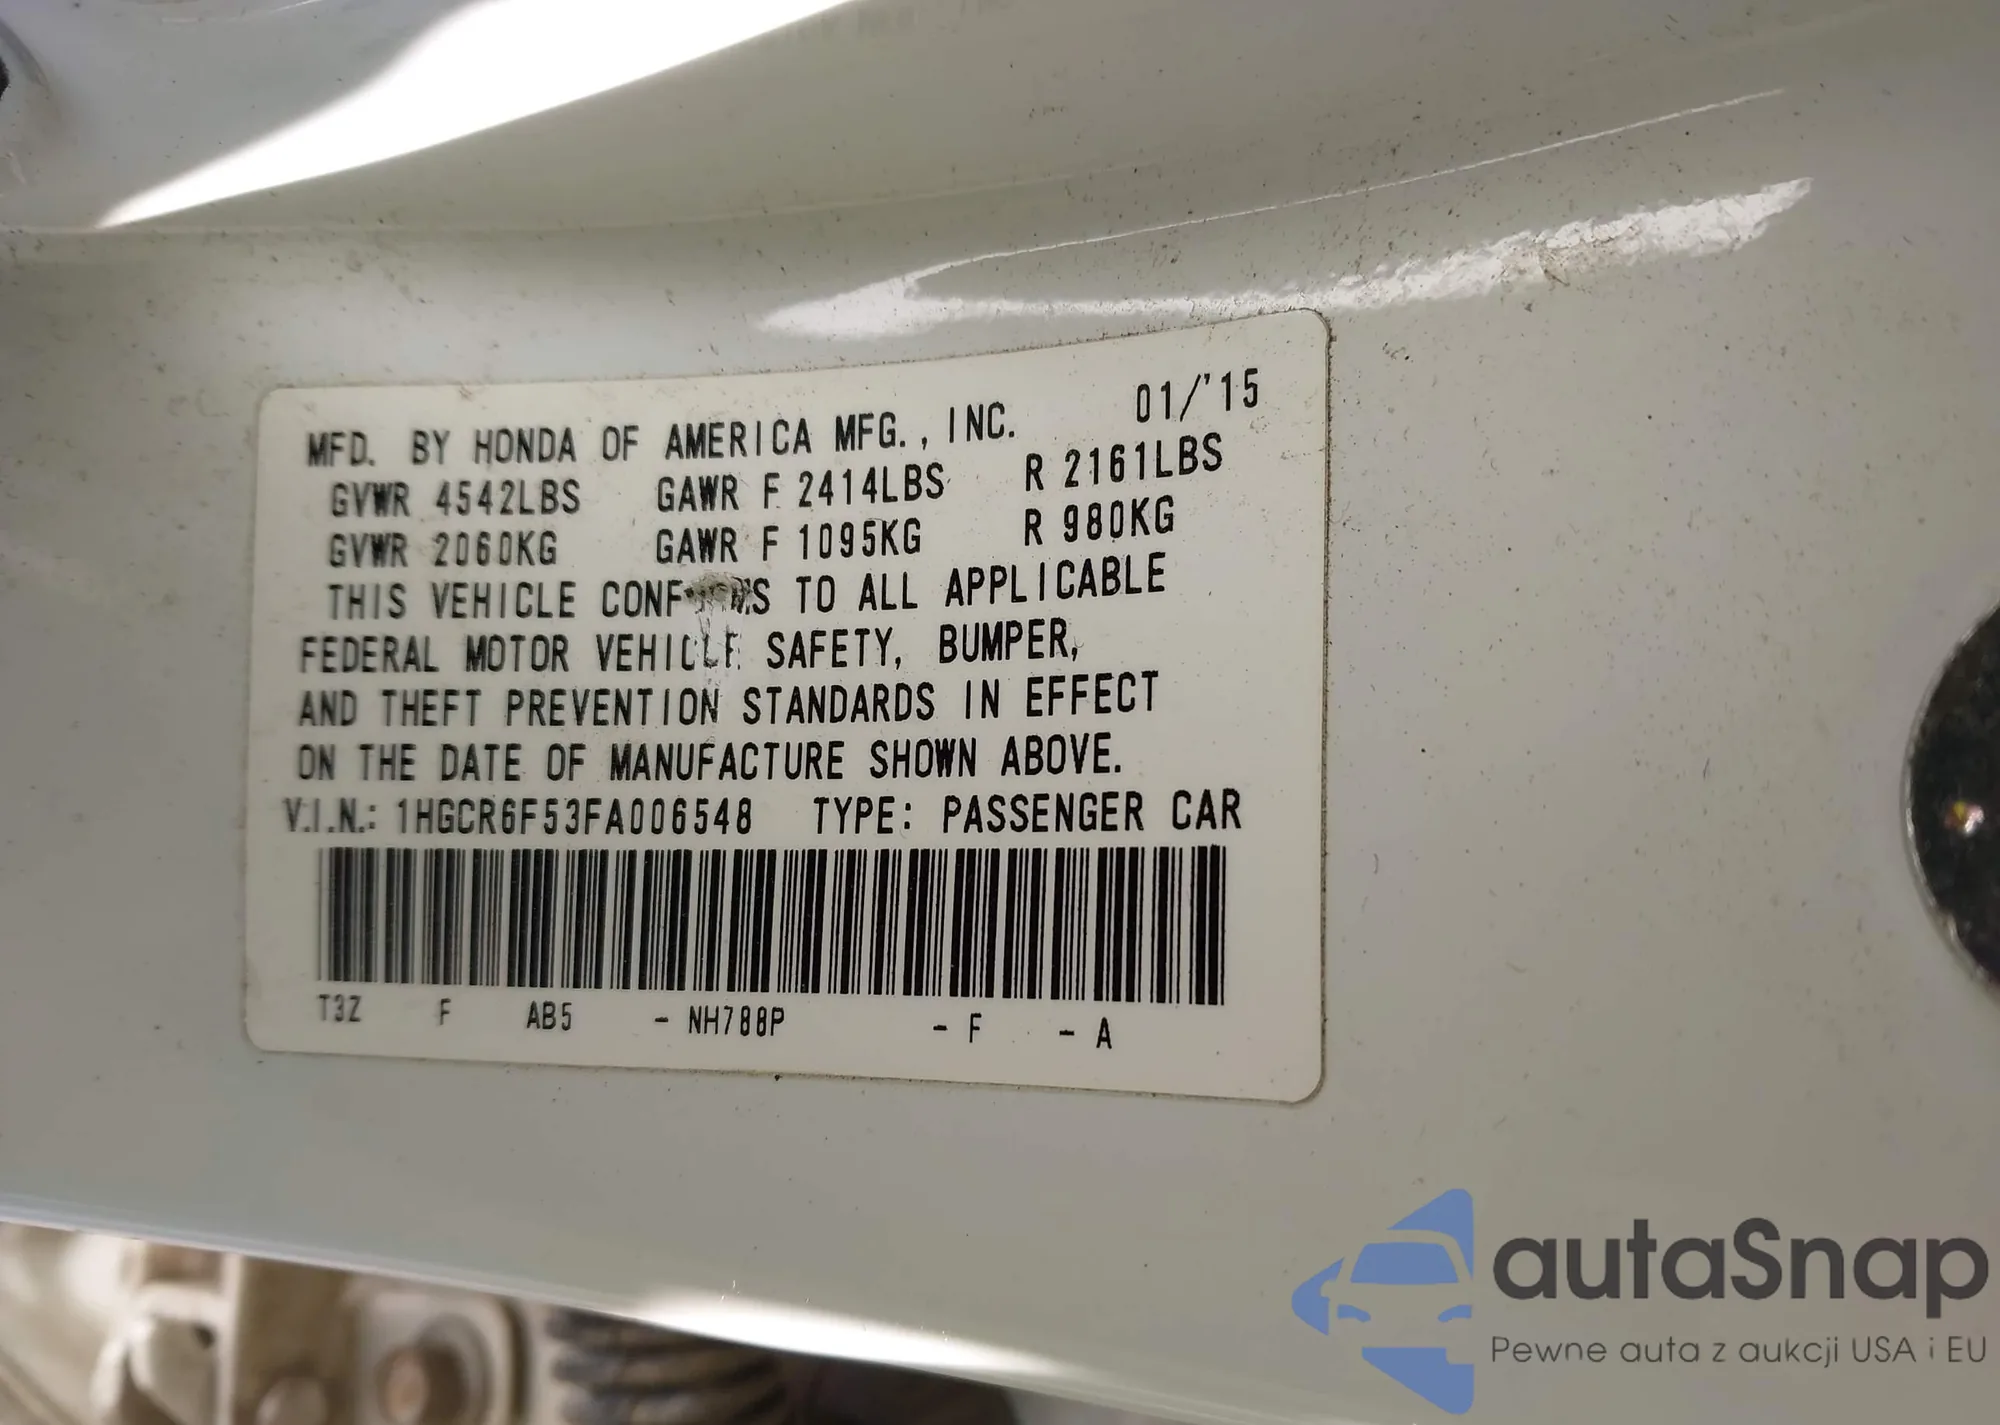 MFD. BY HONDA OF AMERICA MFG., INC. 01/'15
GVWR 4542LBS GAWR F 2414LBS R 2161LBS
GVWR 2060KG GAWR F 1095KG R 980KG
THIS VEHICLE CONFORMS TO ALL APPLICABLE
FEDERAL MOTOR VEHICLE SAFETY, BUMPER,
AND THEFT PREVENTION STANDARDS IN EFFECT
ON THE DATE OF MANUFACTURE SHOWN ABOVE.
V.I.N.: 1HGCR6F53FA006548 TYPE: PASSENGER CAR
T3Z F AB5 - NH788P - F - A
autaSnap
Pewne auta z aukcji USA i EU